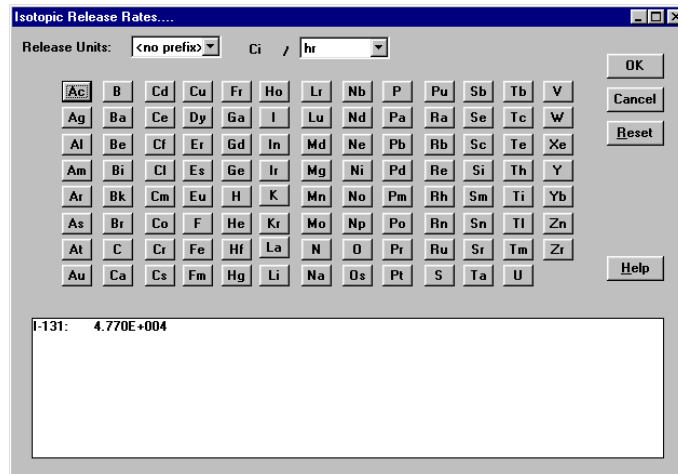 Isotopic Release Rates....
Release Units: <no prefix> Ci / hr
OK
Ac B Cd Cu Fr Ho Lr Nb P Pu Sb Tb V
Cancel
Ag Ba Ce Dy Ga I Lu Nd Pa Ra Se Tc W
Reset
Al Be Cf Er Gd In Md Ne Pb Rb Sc Te Xe
Am Bi Cl Es Ge Ir Mg Ni Pd Re Si Th Y
Ar Bk Cm Eu H K Mn No Pm Rh Sm Ti Yb
As Br Co F He Kr Mo Np Po Rn Sn Tl Zn
At C Cr Fe Hf La N O Pr Ru Sr Tm Zr
Au Ca Cs Fm Hg Li Na Os Pt S Ta U
Help
I-131: 4.770E+004